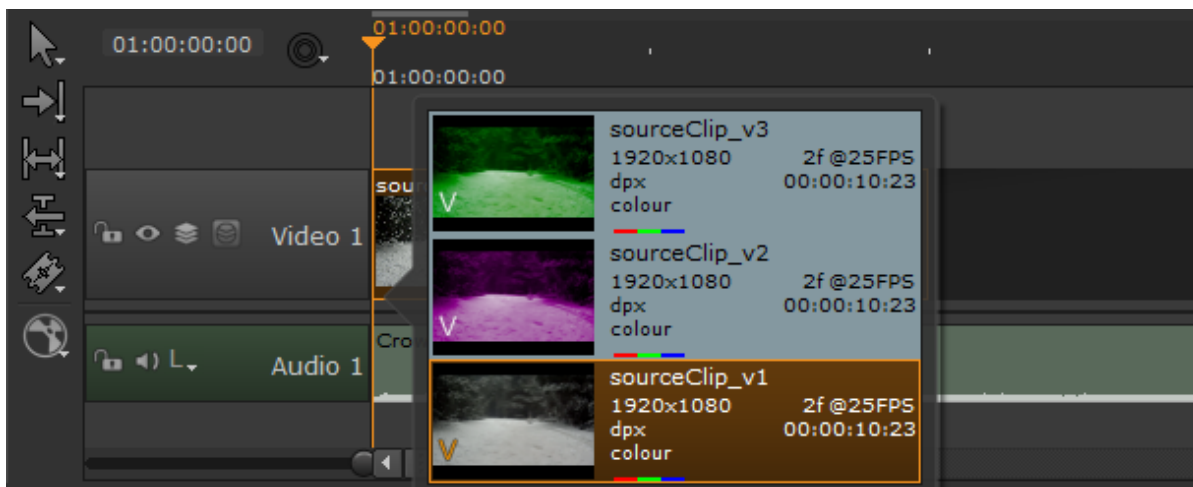 01:00:00:00
01:00:00:00
01:00:00:00
sourceClip_v3
1920x1080 2f @25FPS
dpx 00:00:10:23
colour
V
sour
Video 1
sourceClip_v2
1920x1080 2f @25FPS
dpx 00:00:10:23
colour
V
Crow
L
Audio 1
sourceClip_v1
1920x1080 2f @25FPS
dpx 00:00:10:23
colour
V